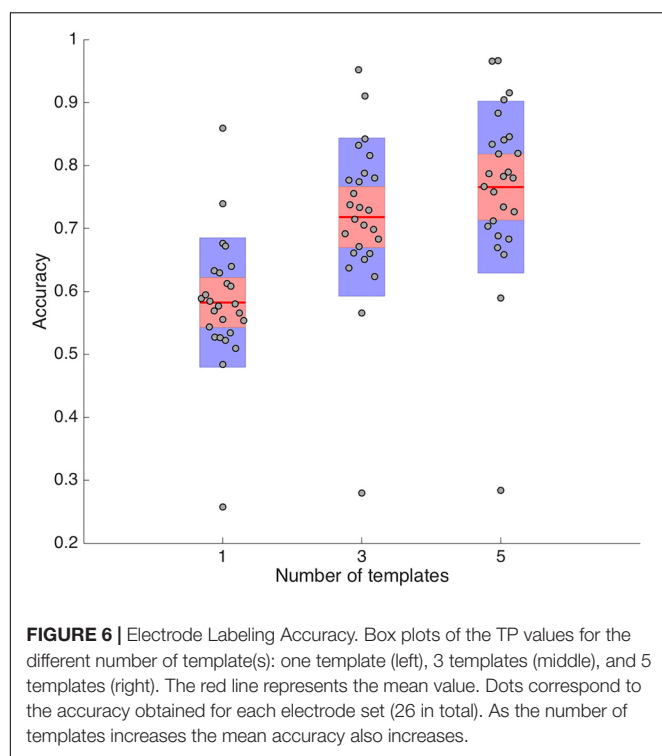 1
0.9
0.8
0.7
0.6
0.5
0.4
0.3
0.2
Accuracy
1 3 5
Number of templates
FIGURE 6 | Electrode Labeling Accuracy. Box plots of the TP values for the
different number of template(s): one template (left), 3 templates (middle), and 5
templates (right). The red line represents the mean value. Dots correspond to
the accuracy obtained for each electrode set (26 in total). As the number of
templates increases the mean accuracy also increases.